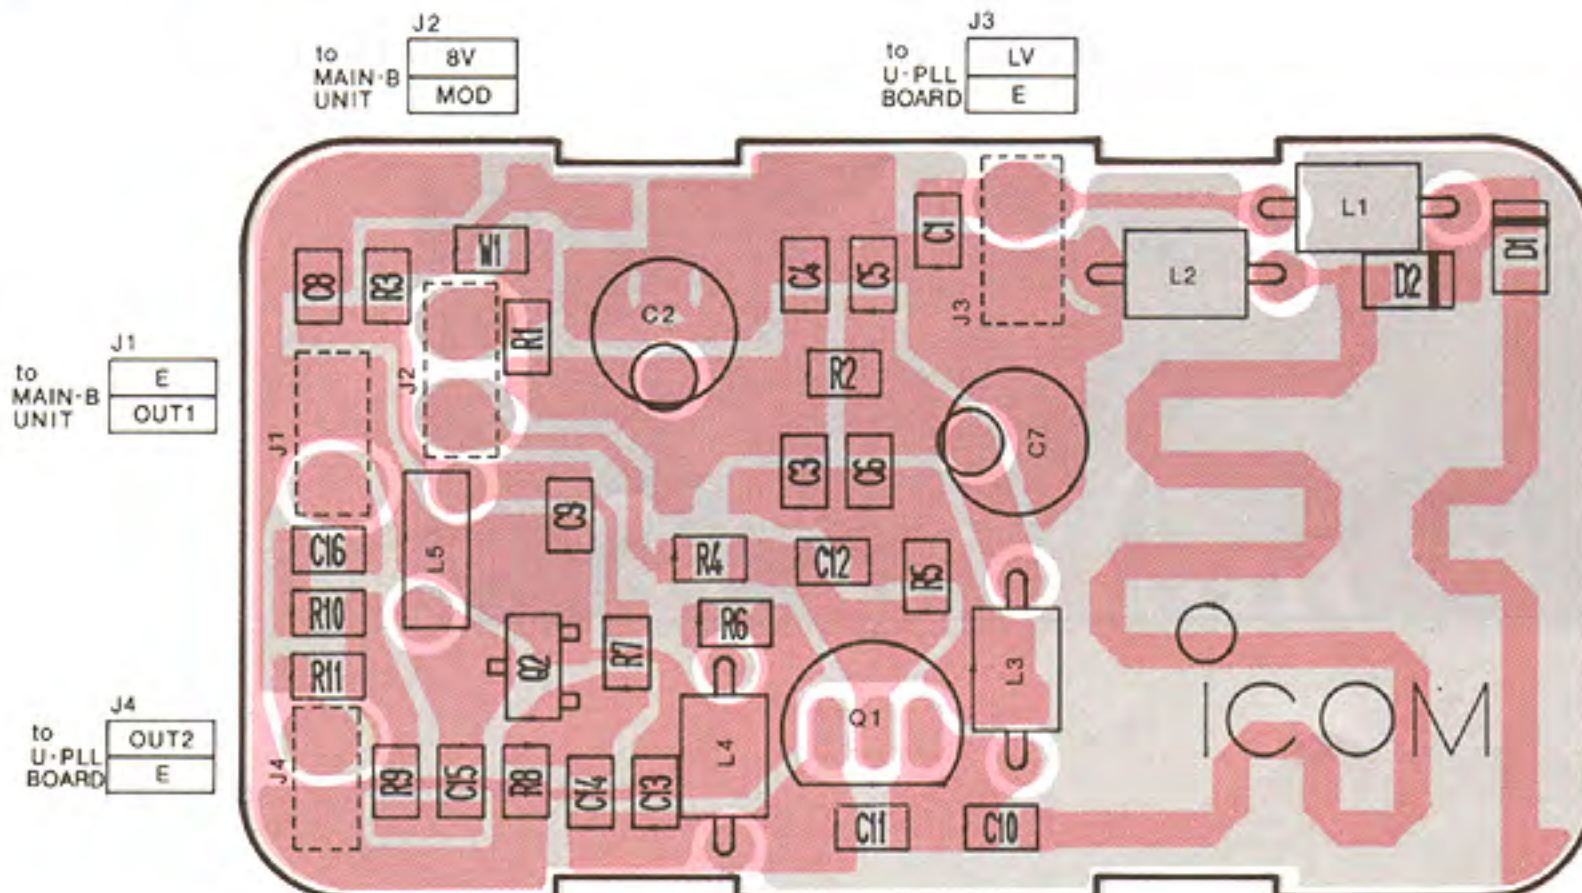 J2
to
MAIN-B
UNIT
8V
MOD
J3
to
U-PLL
BOARD
LV
E
J1
to
MAIN-B
UNIT
E
OUT1
J4
to
U-PLL
BOARD
OUT2
E
C8
R3
W1
J2
R1
C2
C4
C5
C1
J3
L1
L2
D2
D1
J1
R2
C3
C6
C7
C16
L5
C9
R4
C12
R5
R10
R6
R11
Q2
R7
L3
J4
R9
C15
R8
C14
C13
L4
Q1
C11
C10
ICOM